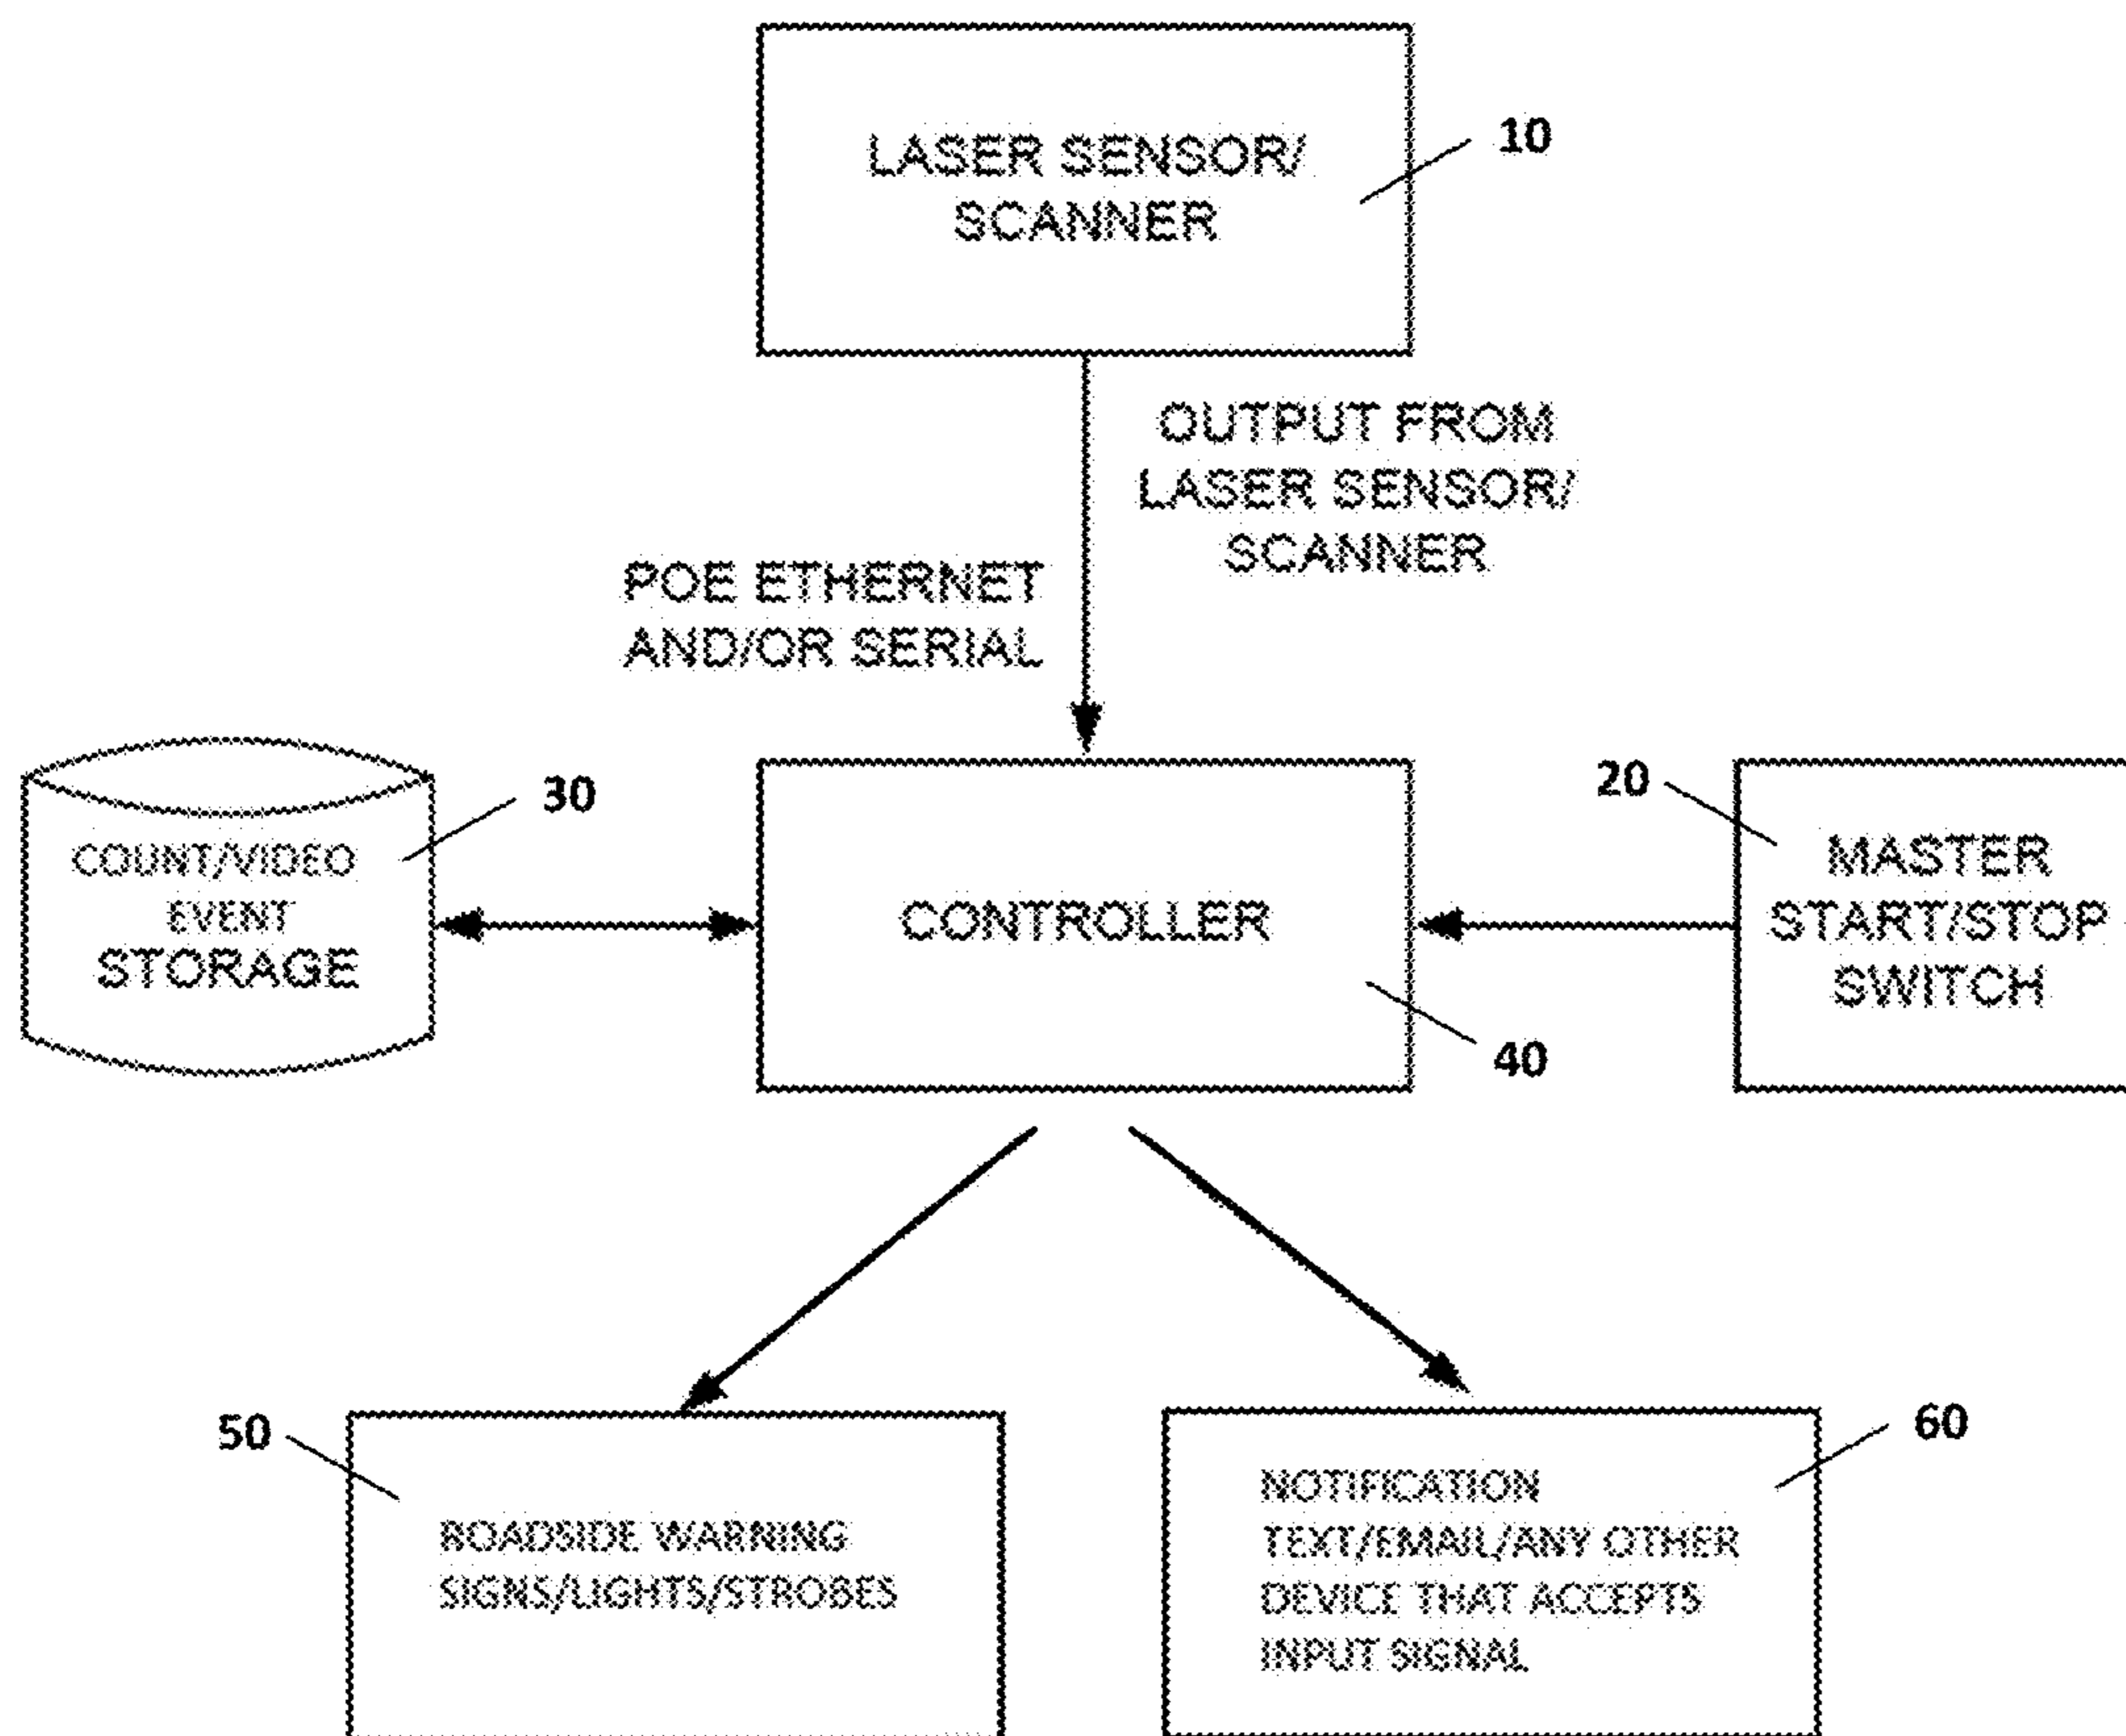 LASER SENSOR/
SCANNER
10
OUTPUT FROM
LASER SENSOR/
SCANNER
POE ETHERNET
AND/OR SERIAL
30
COUNT/VIDEO
EVENT
STORAGE
CONTROLLER
40
20
MASTER
START/STOP
SWITCH
50
ROADSIDE WARNING
SIGNS/LIGHTS/STROBES
60
NOTIFICATION
TEXT/EMAIL/ANY OTHER
DEVICE THAT ACCEPTS
INPUT SIGNAL